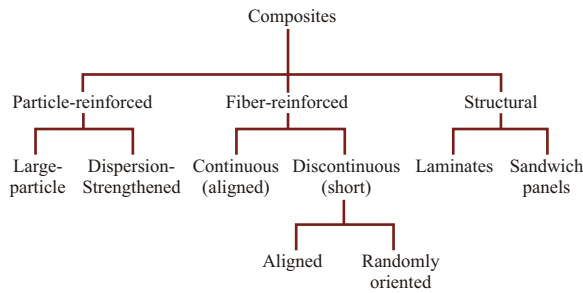 Composites
Particle-reinforced
Fiber-reinforced
Structural
Large-
particle
Dispersion-
Strengthened
Continuous
(aligned)
Discontinuous
(short)
Laminates
Sandwich
panels
Aligned
Randomly
oriented